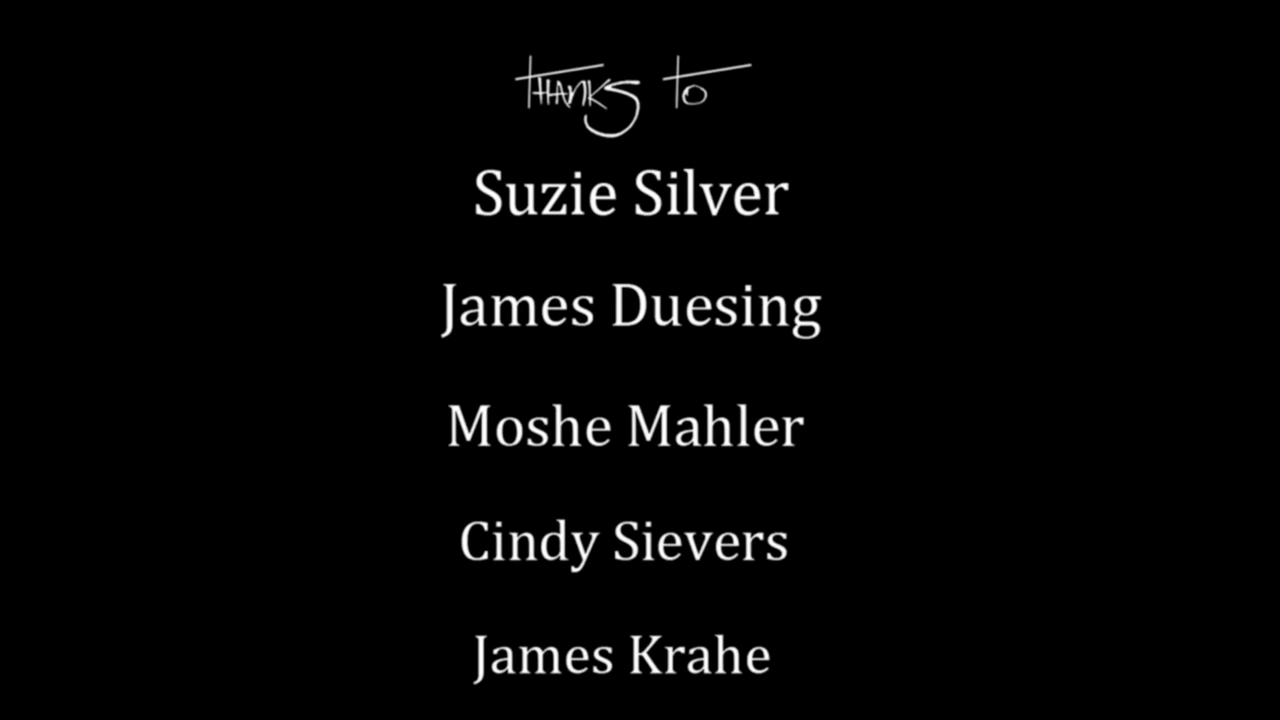 THANKS TO
Suzie Silver
James Duesing
Moshe Mahler
Cindy Sievers
James Krahe